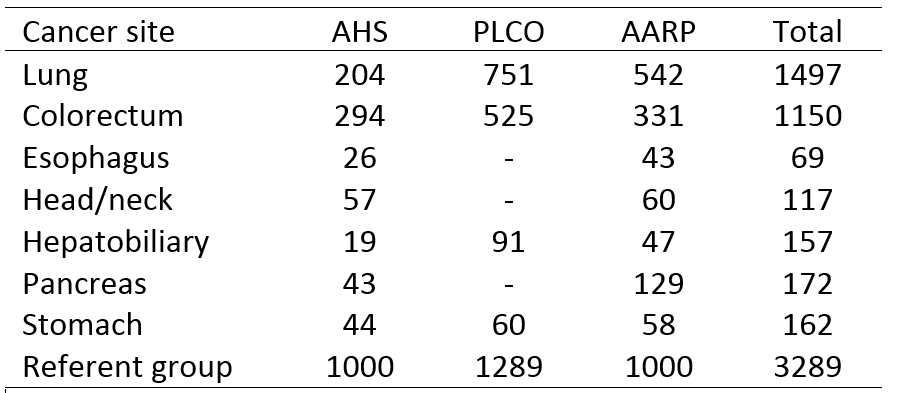 Cancer site AHS PLCO AARP Total
Lung 204 751 542 1497
Colorectum 294 525 331 1150
Esophagus 26 - 43 69
Head/neck 57 - 60 117
Hepatobiliary 19 91 47 157
Pancreas 43 - 129 172
Stomach 44 60 58 162
Referent group 1000 1289 1000 3289